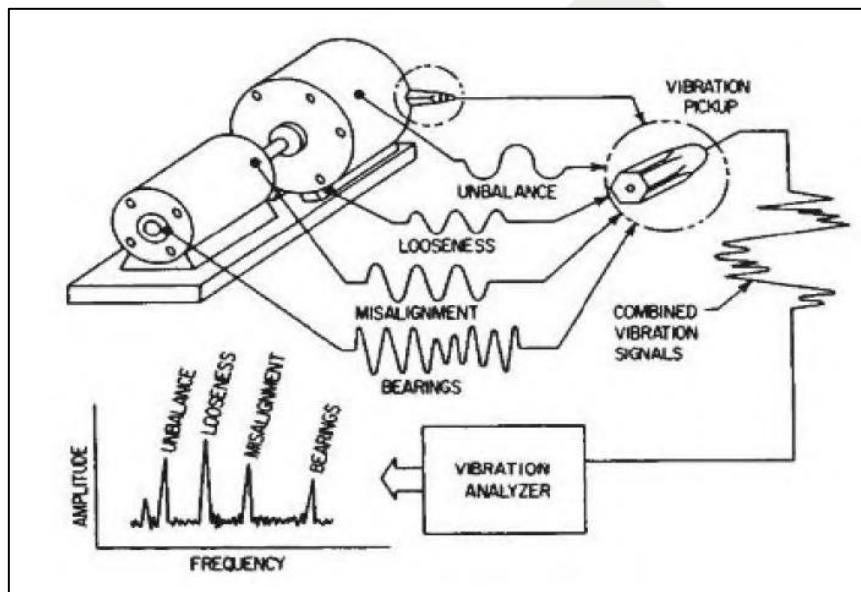 VIBRATION
PICKUP
UNBALANCE
LOOSENESS
MISALIGNMENT
BEARINGS
COMBINED
VIBRATION
SIGNALS
UNBALANCE
LOOSENESS
MISALIGNMENT
BEARINGS
AMPLITUDE
FREQUENCY
VIBRATION
ANALYZER